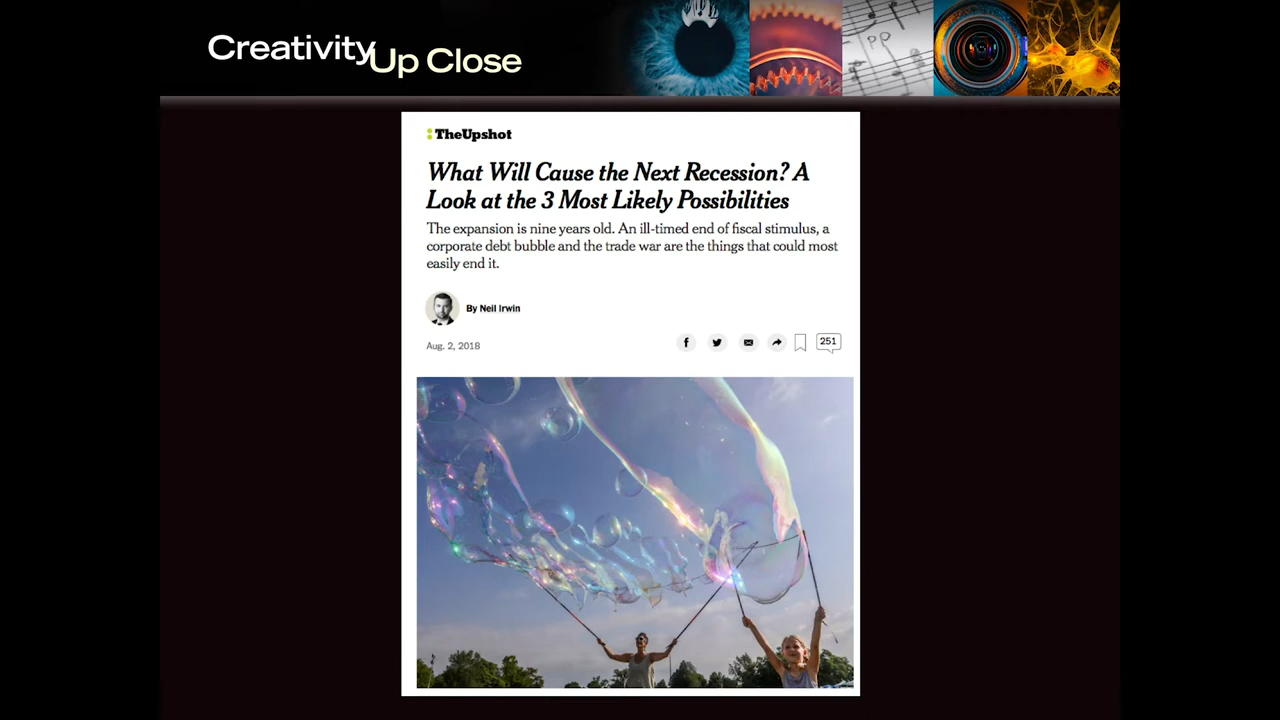 Creativity Up Close
TheUpshot
What Will Cause the Next Recession? A
Look at the 3 Most Likely Possibilities
The expansion is nine years old. An ill-timed end of fiscal stimulus, a
corporate debt bubble and the trade war are the things that could most
easily end it.
By Neil Irwin
Aug. 2, 2018
251